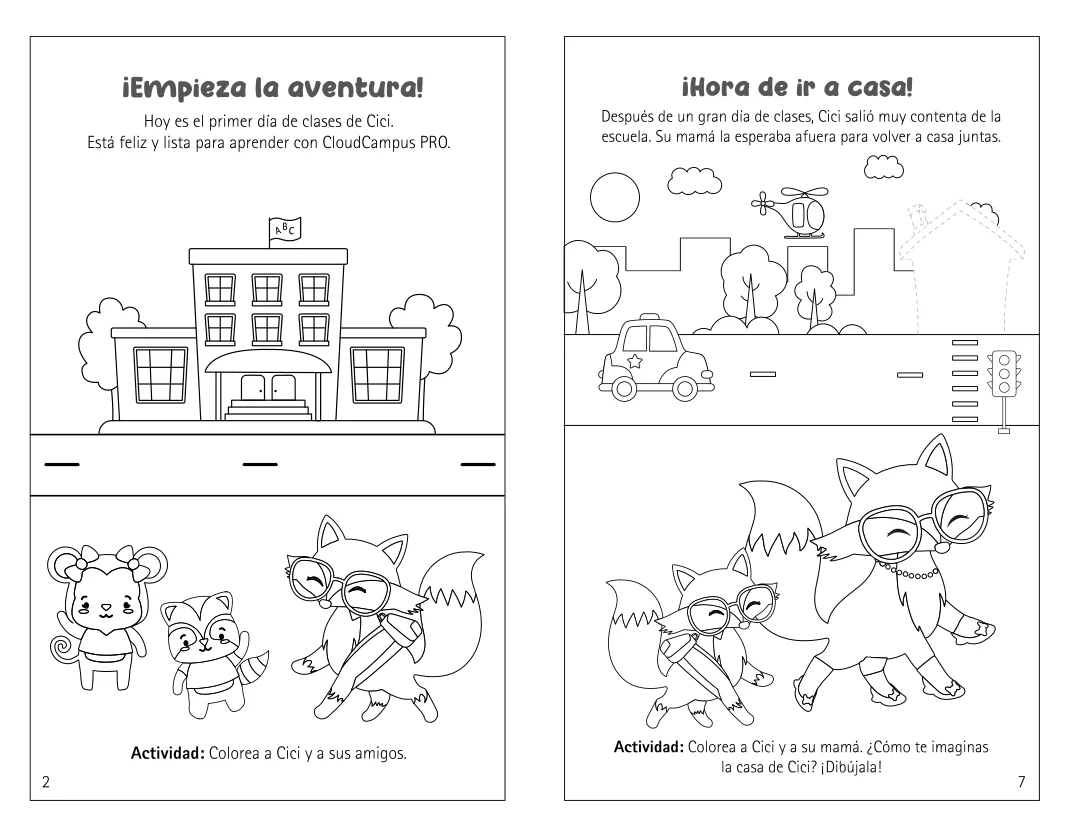 ¡Empieza la aventura!
Hoy es el primer día de clases de Cici.
Está feliz y lista para aprender con CloudCampus PRO.
ABC
Actividad: Colorea a Cici y a sus amigos.
2
¡Hora de ir a casa!
Después de un gran día de clases, Cici salió muy contenta de la
escuela. Su mamá la esperaba afuera para volver a casa juntas.
Actividad: Colorea a Cici y a su mamá. ¿Cómo te imaginas
la casa de Cici? ¡Dibújala!
7